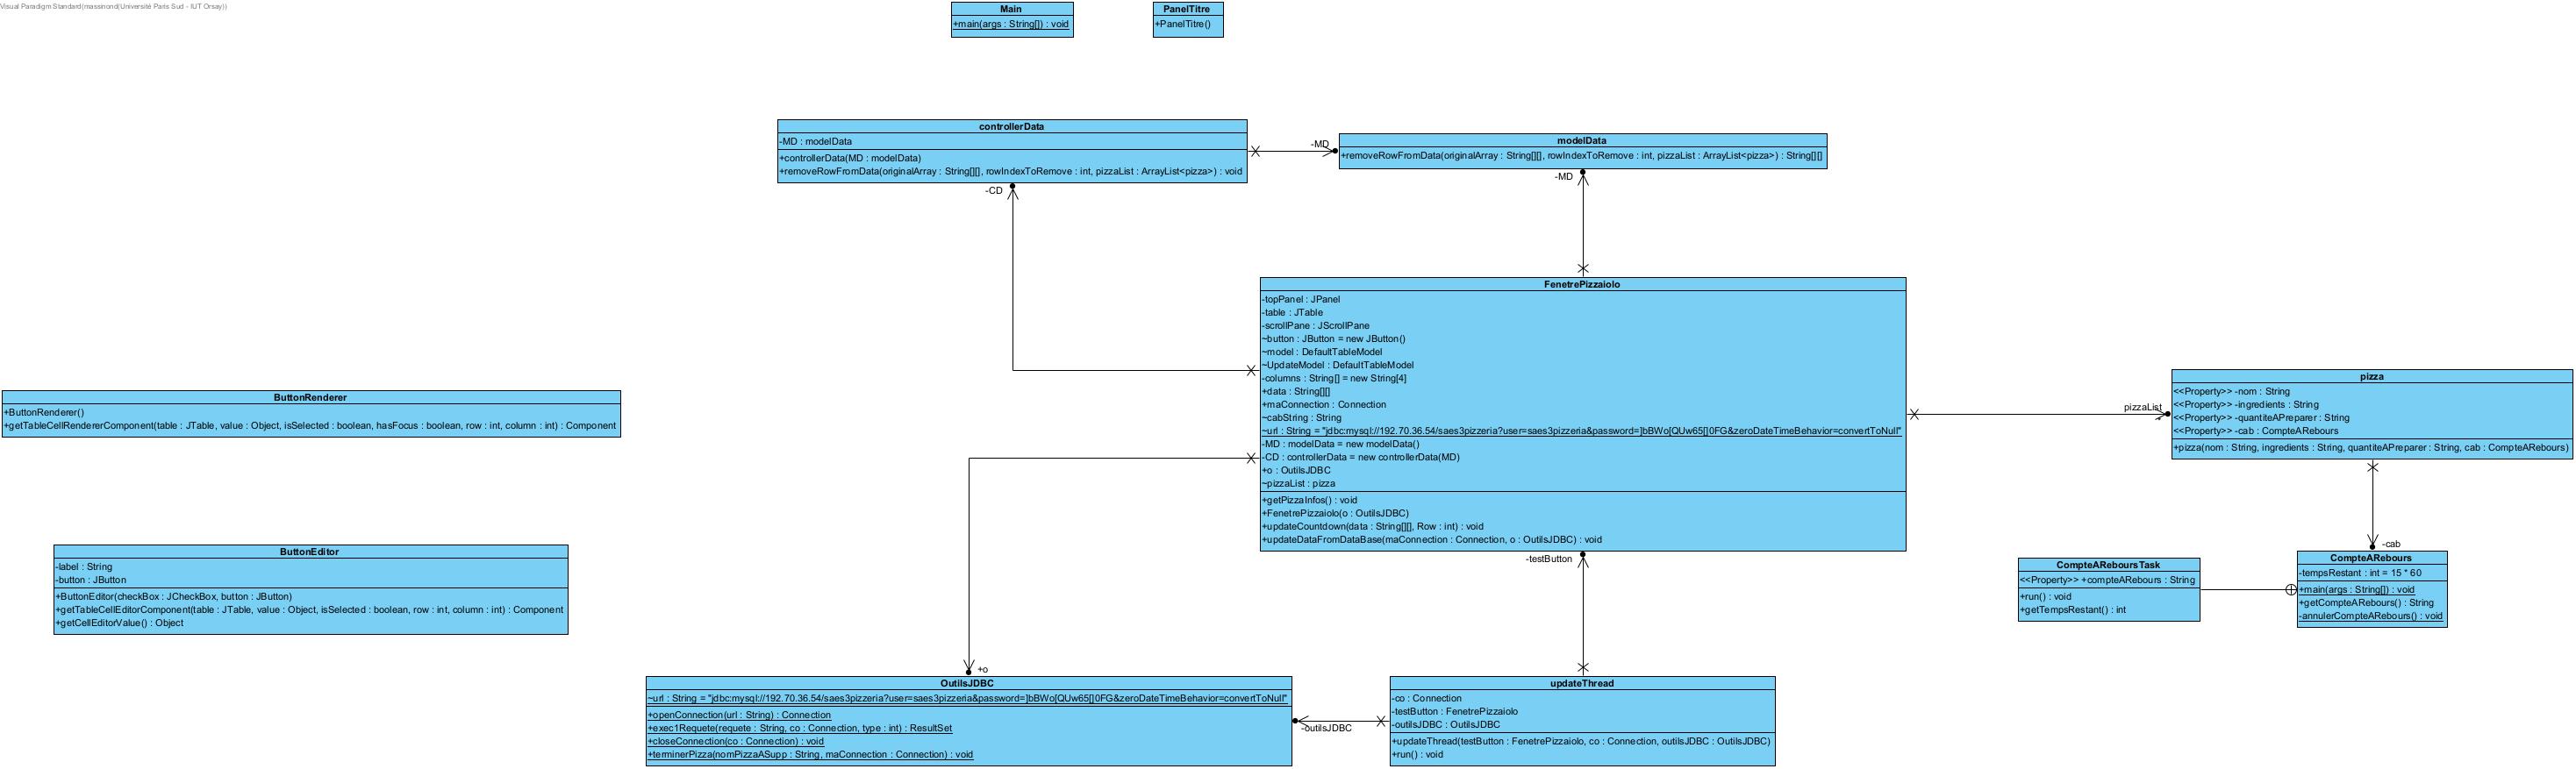 Visual Paradigm Standard(massinond(Université Paris Sud - IUT Orsay))
Main
+main(args : String[]) : void
PanelTitre
+PanelTitre()
controllerData
-MD : modelData
+controllerData(MD : modelData)
+removeRowFromData(originalArray : String[][], rowIndexToRemove : int, pizzaList : ArrayList<pizza>) : void
-MD
modelData
+removeRowFromData(originalArray : String[][], rowIndexToRemove : int, pizzaList : ArrayList<pizza>) : String[][]
-CD
-MD
FenetrePizzaiolo
-topPanel : JPanel
-table : JTable
-scrollPane : JScrollPane
~button : JButton = new JButton()
~model : DefaultTableModel
~UpdateModel : DefaultTableModel
-columns : String[] = new String[4]
+data : String[][]
+maConnection : Connection
~cabString : String
~url : String = "jdbc:mysql://192.70.36.54/saes3pizzeria?user=saes3pizzeria&password=]bBWo[QUw65[]0FG&zeroDateTimeBehavior=convertToNull"
-MD : modelData = new modelData()
-CD : controllerData = new controllerData(MD)
+o : OutilsJDBC
~pizzaList : pizza
+getPizzaInfos() : void
+FenetrePizzaiolo(o : OutilsJDBC)
+updateCountdown(data : String[][], Row : int) : void
+updateDataFromDataBase(maConnection : Connection, o : OutilsJDBC) : void
pizzaList
pizza
<<Property>> -nom : String
<<Property>> -ingredients : String
<<Property>> -quantiteAPreparer : String
<<Property>> -cab : CompteARebours
+pizza(nom : String, ingredients : String, quantiteAPreparer : String, cab : CompteARebours)
ButtonRenderer
+ButtonRenderer()
+getTableCellRendererComponent(table : JTable, value : Object, isSelected : boolean, hasFocus : boolean, row : int, column : int) : Component
ButtonEditor
-label : String
-button : JButton
+ButtonEditor(checkBox : JCheckBox, button : JButton)
+getTableCellEditorComponent(table : JTable, value : Object, isSelected : boolean, row : int, column : int) : Component
+getCellEditorValue() : Object
-testButton
-cab
CompteAReboursTask
<<Property>> +compteARebours : String
+run() : void
+getTempsRestant() : int
CompteARebours
-tempsRestant : int = 15 * 60
+main(args : String[]) : void
+getCompteARebours() : String
-annulerCompteARebours() : void
+o
OutilsJDBC
~url : String = "jdbc:mysql://192.70.36.54/saes3pizzeria?user=saes3pizzeria&password=]bBWo[QUw65[]0FG&zeroDateTimeBehavior=convertToNull"
+openConnection(url : String) : Connection
+exec1Requete(requete : String, co : Connection, type : int) : ResultSet
+closeConnection(co : Connection) : void
+terminerPizza(nomPizzaASupp : String, maConnection : Connection) : void
-outilsJDBC
updateThread
-co : Connection
-testButton : FenetrePizzaiolo
-outilsJDBC : OutilsJDBC
+updateThread(testButton : FenetrePizzaiolo, co : Connection, outilsJDBC : OutilsJDBC)
+run() : void